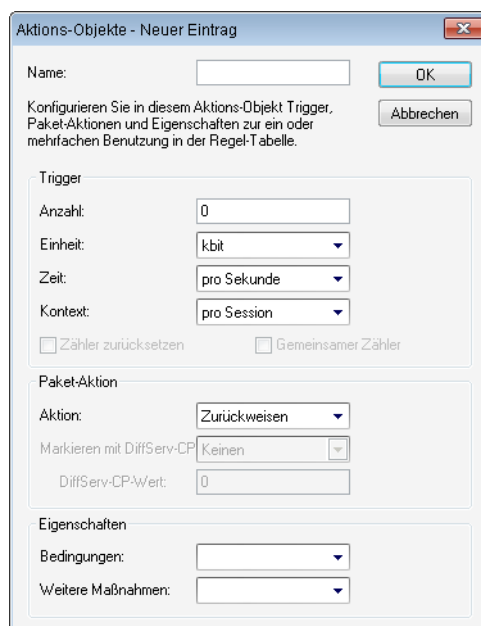 Aktions-Objekte - Neuer Eintrag
Name:
OK
Konfigurieren Sie in diesem Aktions-Objekt Trigger,
Paket-Aktionen und Eigenschaften zur ein oder
mehrfachen Benutzung in der Regel-Tabelle.
Abbrechen
Trigger
Anzahl: 0
Einheit: kbit
Zeit: pro Sekunde
Kontext: pro Session
Zähler zurücksetzen Gemeinsamer Zähler
Paket-Aktion
Aktion: Zurückweisen
Markieren mit DiffServ-CP Keinen
DiffServ-CP-Wert: 0
Eigenschaften
Bedingungen:
Weitere Maßnahmen: